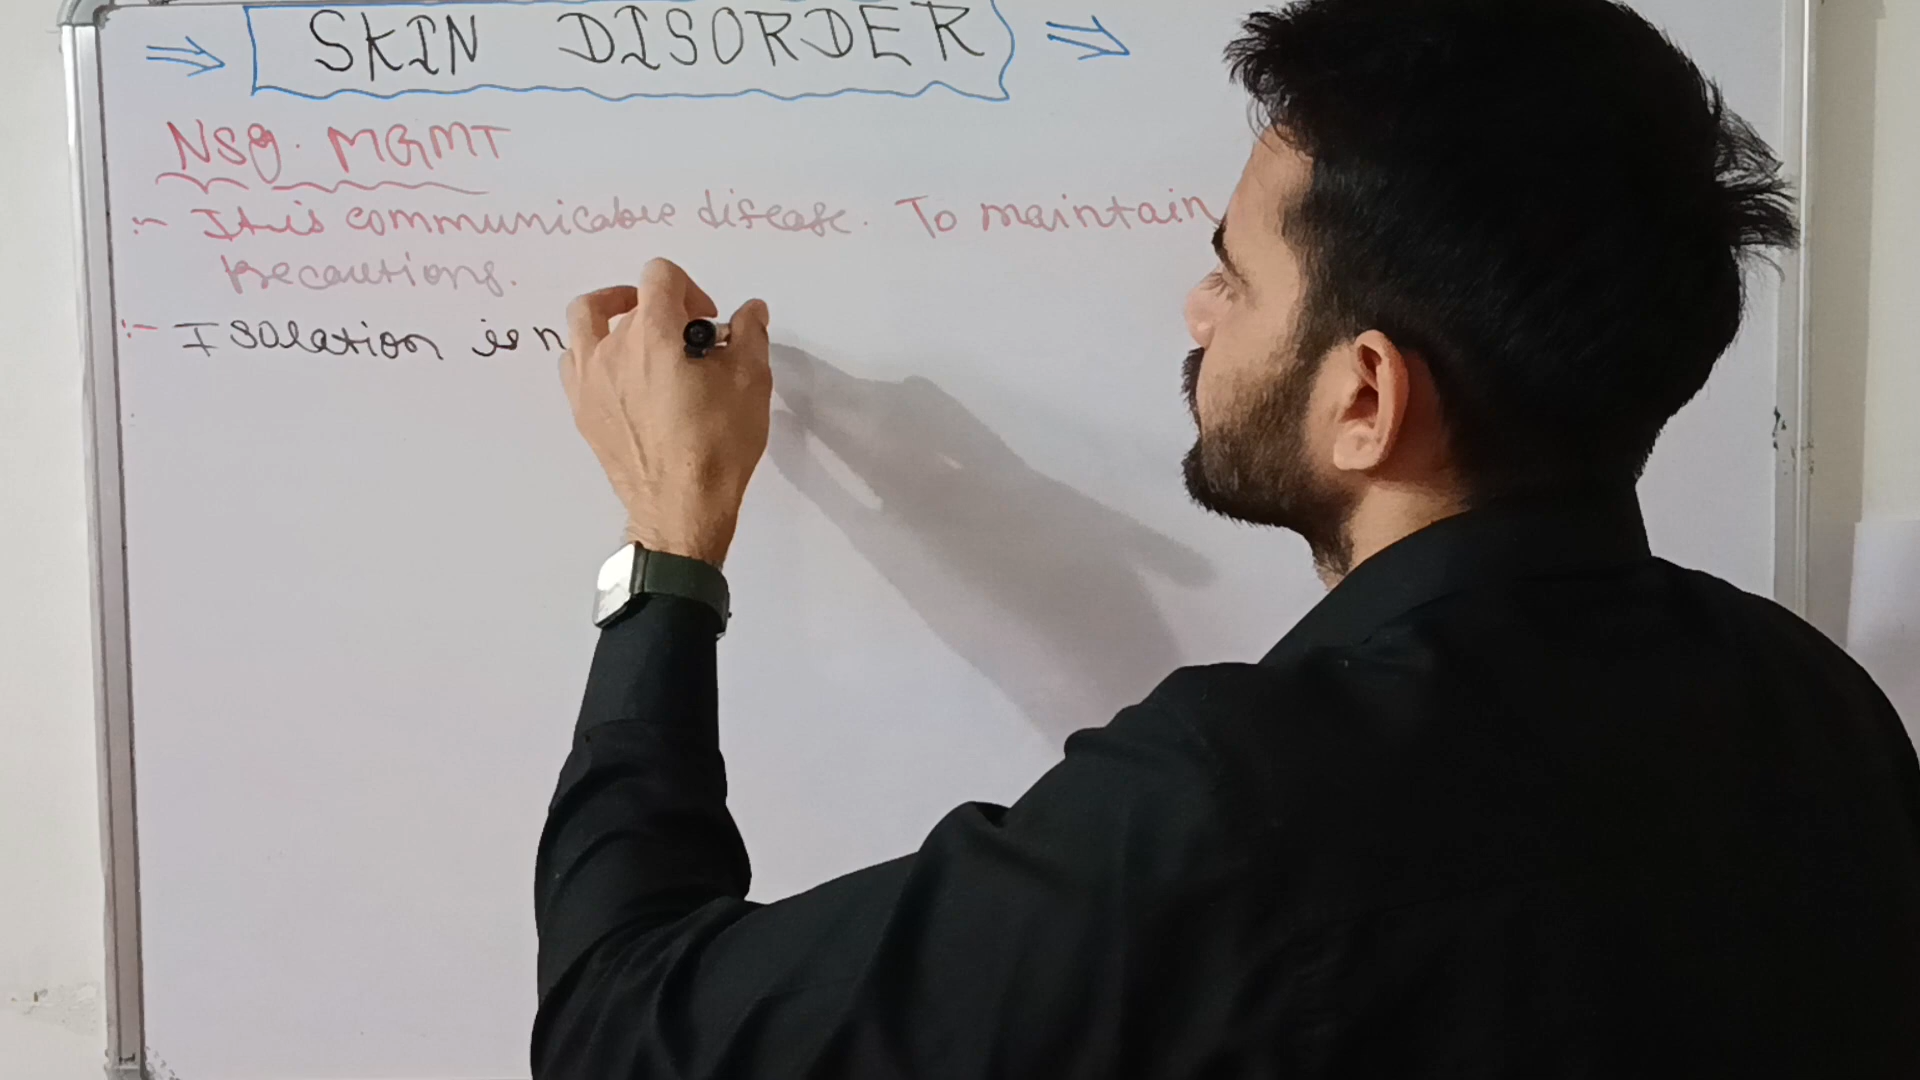 ⇒ SKIN DISORDER ⇒
Nsg. MGMT
:- It is communicable disease. To maintain
precautions.
:- Isolation is n